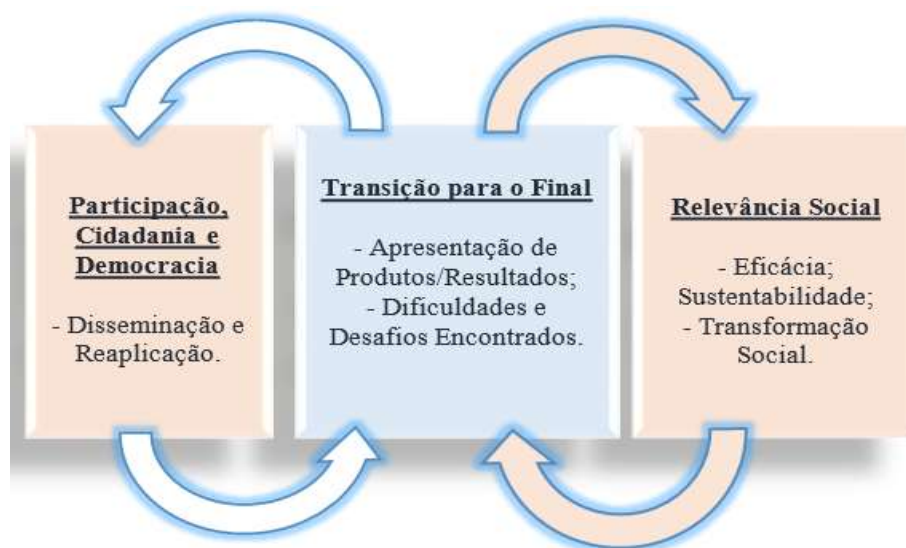 Participação,
Cidadania e
Democracia
- Disseminação e
Reaplicação.
Transição para o Final
- Apresentação de
Produtos/Resultados;
- Dificuldades e
Desafios Encontrados.
Relevância Social
- Eficácia;
Sustentabilidade;
- Transformação
Social.